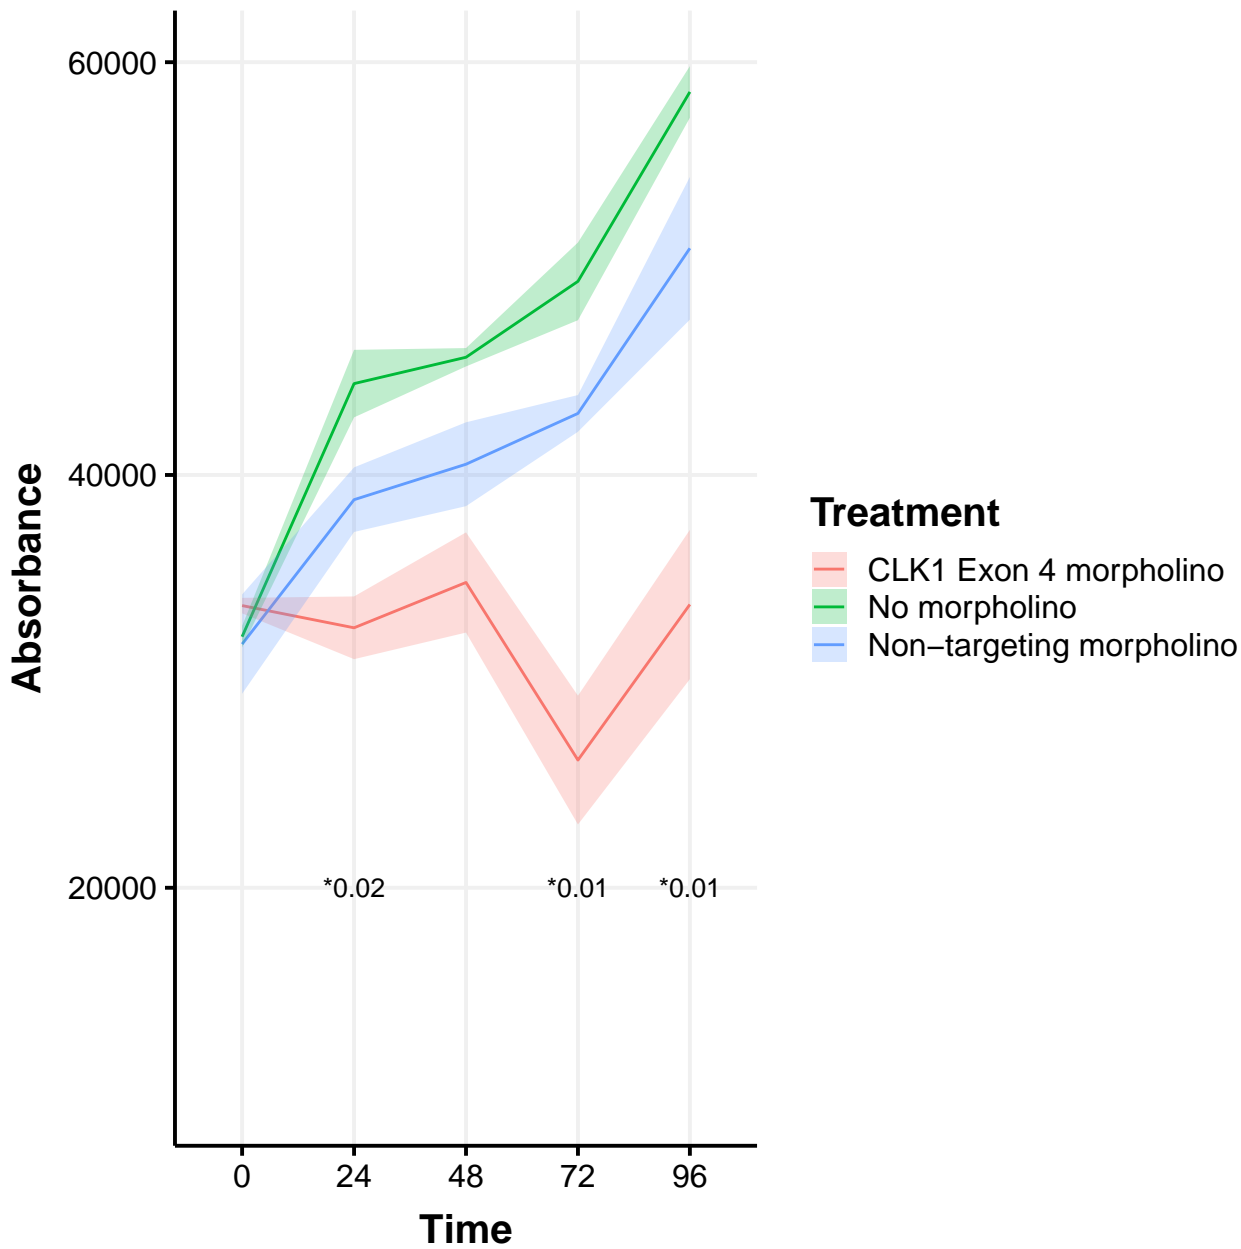 60000
40000
20000
Absorbance
*0.02
*0.01
*0.01
0 24 48 72 96
Time
Treatment
CLK1 Exon 4 morpholino
No morpholino
Non−targeting morpholino